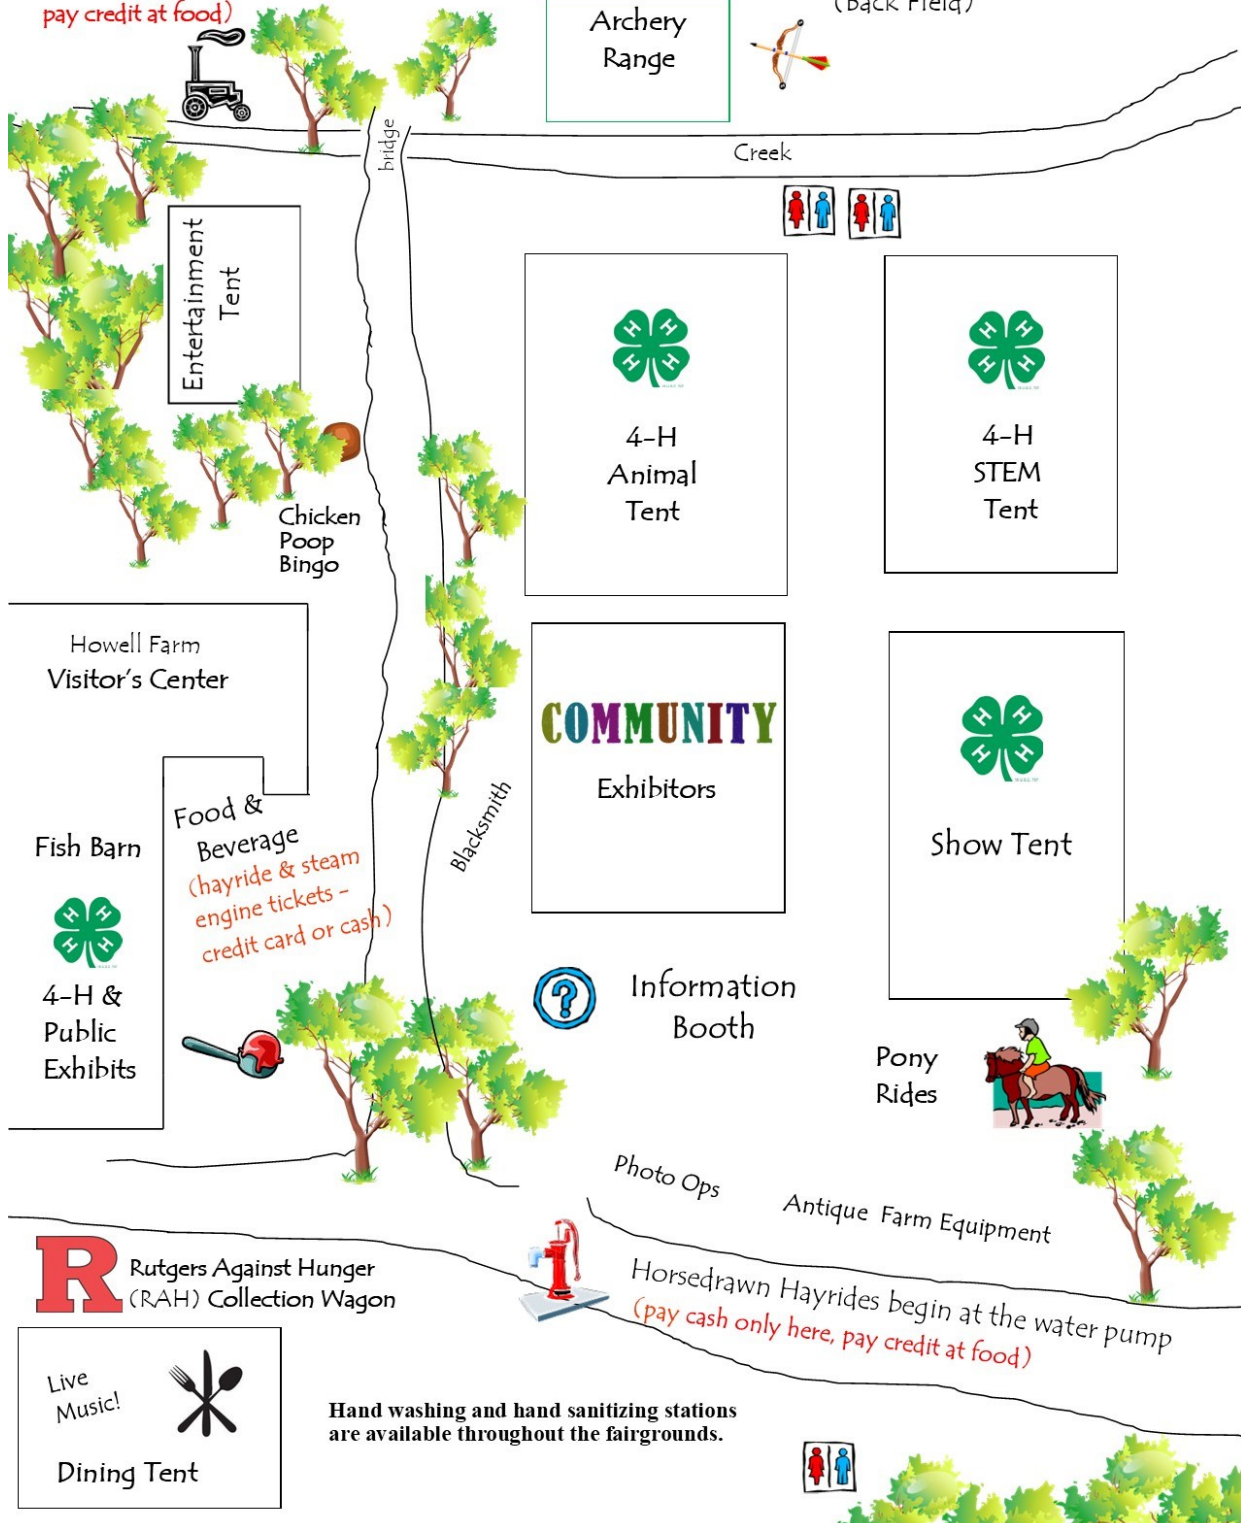 pay credit at food)
Archery
Range
(Back Field)
bridge
Creek
Entertainment
Tent
H H H H
4-H
Animal
Tent
H H H H
4-H
STEM
Tent
Chicken
Poop
Bingo
Howell Farm
Visitor's Center
COMMUNITY
Exhibitors
H H H H
Show Tent
Food &
Beverage
(hayride & steam
engine tickets –
credit card or cash)
Blacksmith
Fish Barn
H H H H
4-H &
Public
Exhibits
?
Information
Booth
Pony
Rides
Photo Ops
Antique Farm Equipment
R
Rutgers Against Hunger
(RAH) Collection Wagon
Horsedrawn Hayrides begin at the water pump
(pay cash only here, pay credit at food)
Live
Music!
Dining Tent
Hand washing and hand sanitizing stations
are available throughout the fairgrounds.